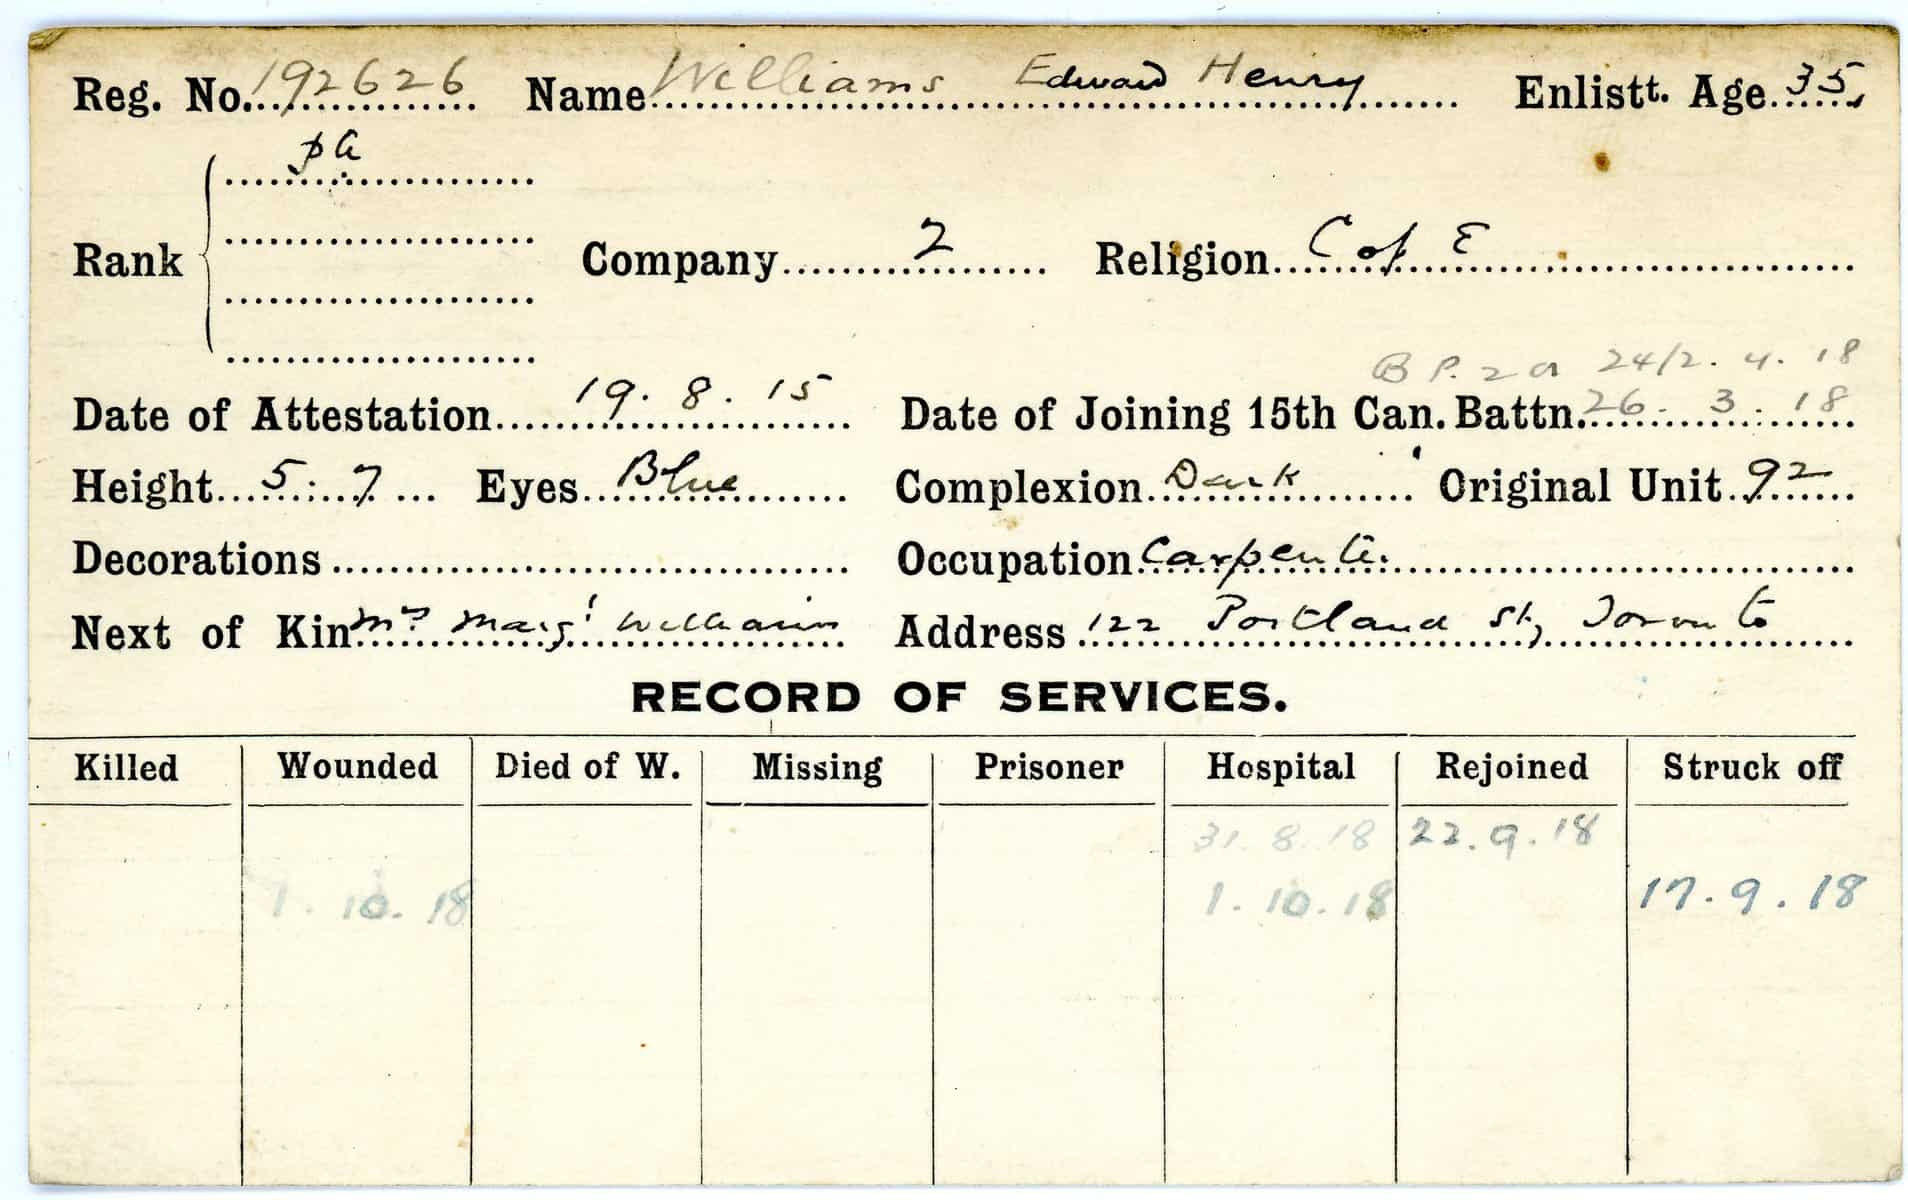 Reg. No. 192626 Name Williams Edward Henry Enlistt. Age 35
pte
Rank Company 2 Religion C of E
B P. 2 24/2. 4. 18
Date of Attestation 19. 8. 15 Date of Joining 15th Can. Battn. 26. 3. 18
Height 5. 7 Eyes Blue Complexion Dark Original Unit 92
Decorations Occupation Carpenter
Next of Kin Mrs Margt Williams Address 122 Portland St, Toronto
RECORD OF SERVICES.
Killed Wounded Died of W. Missing Prisoner Hospital Rejoined Struck off
31. 8. 18 22. 9. 18
1. 10. 18 1. 10. 18 17. 9. 18